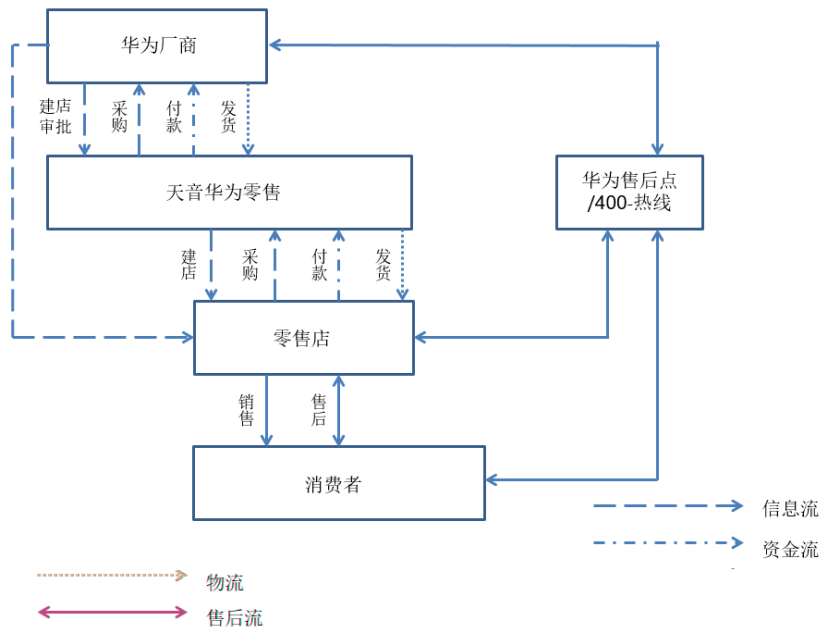 华为厂商
建店
审批
采购
付款
发货
天音华为零售
华为售后点
/400-热线
建店
采购
付款
发货
零售店
销售
售后
消费者
信息流
资金流
物流
售后流